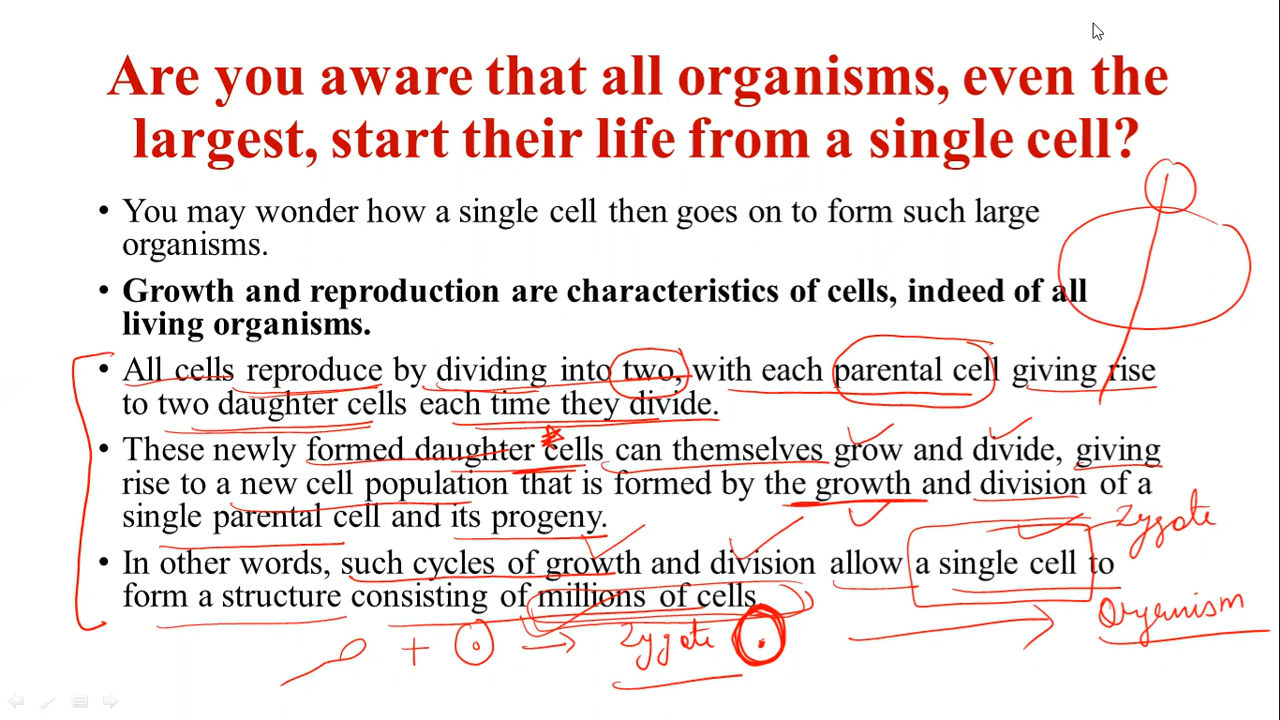 Are you aware that all organisms, even the
largest, start their life from a single cell?
• You may wonder how a single cell then goes on to form such large
organisms.
• Growth and reproduction are characteristics of cells, indeed of all
living organisms.
• All cells reproduce by dividing into two, with each parental cell giving rise
to two daughter cells each time they divide.
• These newly formed daughter cells can themselves grow and divide, giving
rise to a new cell population that is formed by the growth and division of a
single parental cell and its progeny.
Zygote
• In other words, such cycles of growth and division allow a single cell to
form a structure consisting of millions of cells.
Organism
+ → Zygote